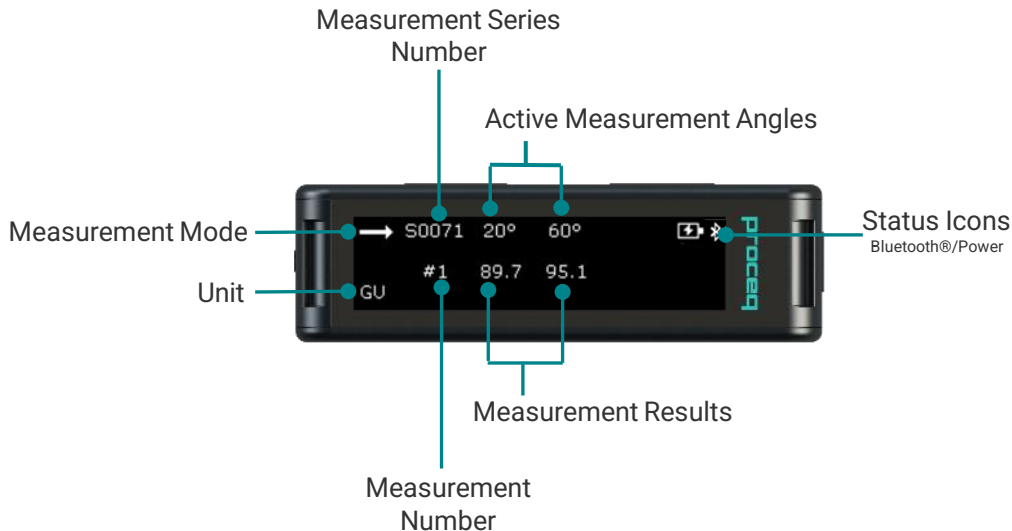 Measurement Series
Number
Active Measurement Angles
Measurement Mode
S0071 20° 60°
Status Icons
Bluetooth®/Power
#1 89.7 95.1
Unit
GU
proceq
Measurement Results
Measurement
Number